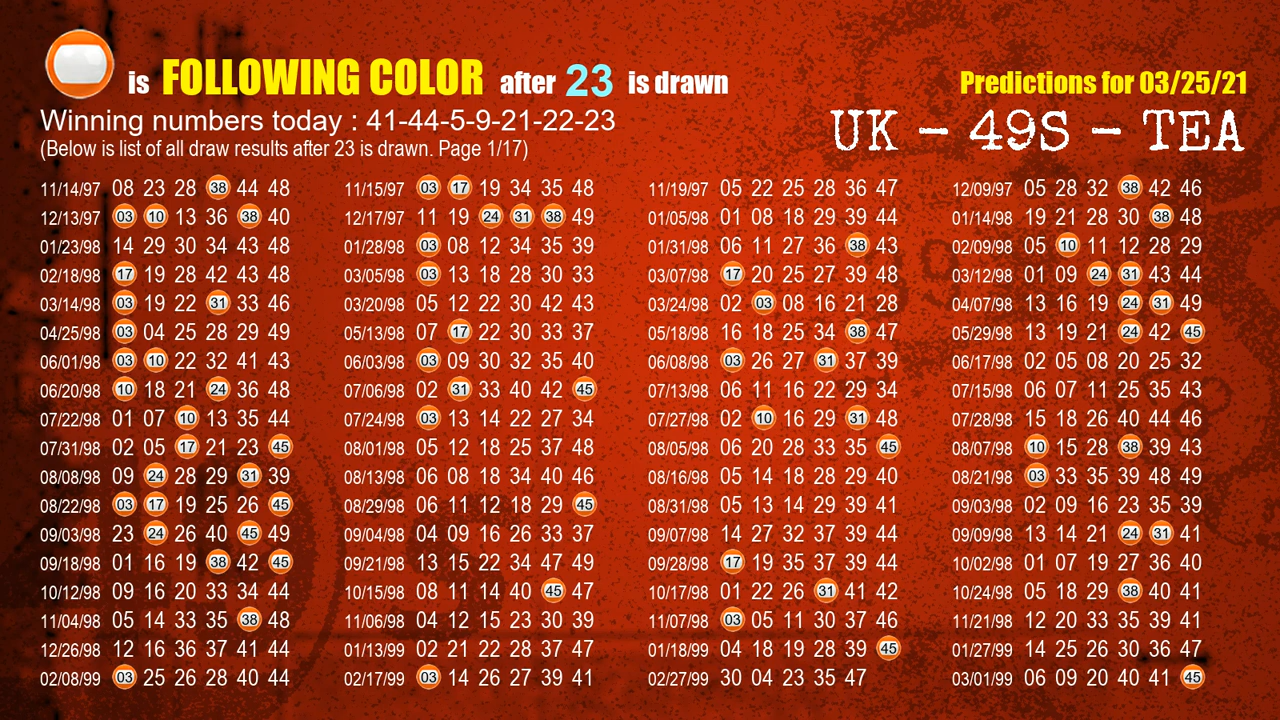 is FOLLOWING COLOR after 23 is drawn
Predictions for 03/25/21
Winning numbers today : 41-44-5-9-21-22-23
UK - 49S - TEA
(Below is list of all draw results after 23 is drawn. Page 1/17)
11/14/97 08 23 28 38 44 48 11/15/97 03 17 19 34 35 48 11/19/97 05 22 25 28 36 47 12/09/97 05 28 32 38 42 46
12/13/97 03 10 13 36 38 40 12/17/97 11 19 24 31 38 49 01/05/98 01 08 18 29 39 44 01/14/98 19 21 28 30 38 48
01/23/98 14 29 30 34 43 48 01/28/98 03 08 12 34 35 39 01/31/98 06 11 27 36 38 43 02/09/98 05 10 11 12 28 29
02/18/98 17 19 28 42 43 48 03/05/98 03 13 18 28 30 33 03/07/98 17 20 25 27 39 48 03/12/98 01 09 24 31 43 44
03/14/98 03 19 22 31 33 46 03/20/98 05 12 22 30 42 43 03/24/98 02 03 08 16 21 28 04/07/98 13 16 19 24 31 49
04/25/98 03 04 25 28 29 49 05/13/98 07 17 22 30 33 37 05/18/98 16 18 25 34 38 47 05/29/98 13 19 21 24 42 45
06/01/98 03 10 22 32 41 43 06/03/98 03 09 30 32 35 40 06/08/98 03 26 27 31 37 39 06/17/98 02 05 08 20 25 32
06/20/98 10 18 21 24 36 48 07/06/98 02 31 33 40 42 45 07/13/98 06 11 16 22 29 34 07/15/98 06 07 11 25 35 43
07/22/98 01 07 10 13 35 44 07/24/98 03 13 14 22 27 34 07/27/98 02 10 16 29 31 48 07/28/98 15 18 26 40 44 46
07/31/98 02 05 17 21 23 45 08/01/98 05 12 18 25 37 48 08/05/98 06 20 28 33 35 45 08/07/98 10 15 28 38 39 43
08/08/98 09 24 28 29 31 39 08/13/98 06 08 18 34 40 46 08/16/98 05 14 18 28 29 40 08/21/98 03 33 35 39 48 49
08/22/98 03 17 19 25 26 45 08/29/98 06 11 12 18 29 45 08/31/98 05 13 14 29 39 41 09/03/98 02 09 16 23 35 39
09/03/98 23 24 26 40 45 49 09/04/98 04 09 16 26 33 37 09/07/98 14 27 32 37 39 44 09/09/98 13 14 21 24 31 41
09/18/98 01 16 19 38 42 45 09/21/98 13 15 22 34 47 49 09/28/98 17 19 35 37 39 44 10/02/98 01 07 19 27 36 40
10/12/98 09 16 20 33 34 44 10/15/98 08 11 14 40 45 47 10/17/98 01 22 26 31 41 42 10/24/98 05 18 29 38 40 41
11/04/98 05 14 33 35 38 48 11/06/98 04 12 15 23 30 39 11/07/98 03 05 11 30 37 46 11/21/98 12 20 33 35 39 41
12/26/98 12 16 36 37 41 44 01/13/99 02 21 22 28 37 47 01/18/99 04 18 19 28 39 45 01/27/99 14 25 26 30 36 47
02/08/99 03 25 26 28 40 44 02/17/99 03 14 26 27 39 41 02/27/99 30 04 23 35 47 03/01/99 06 09 20 40 41 45